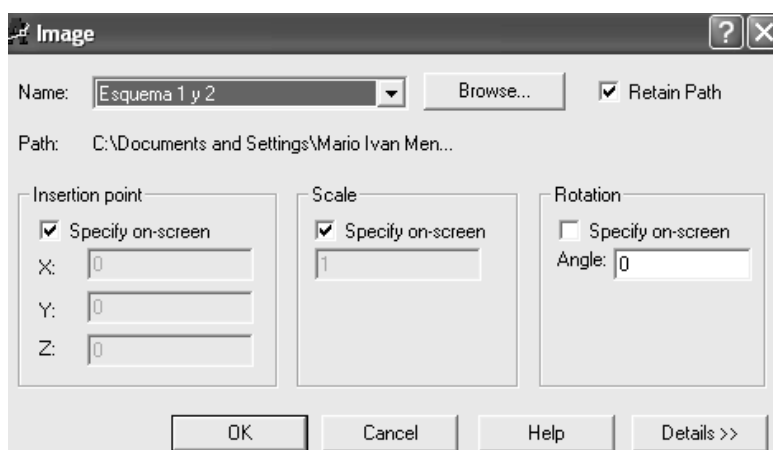 Image
Name: Esquema 1 y 2 Browse... Retain Path
Path: C:\Documents and Settings\Mario Ivan Men...
Insertion point
Specify on-screen
X: 0
Y: 0
Z: 0
Scale
Specify on-screen
1
Rotation
Specify on-screen
Angle: 0
OK Cancel Help Details >>